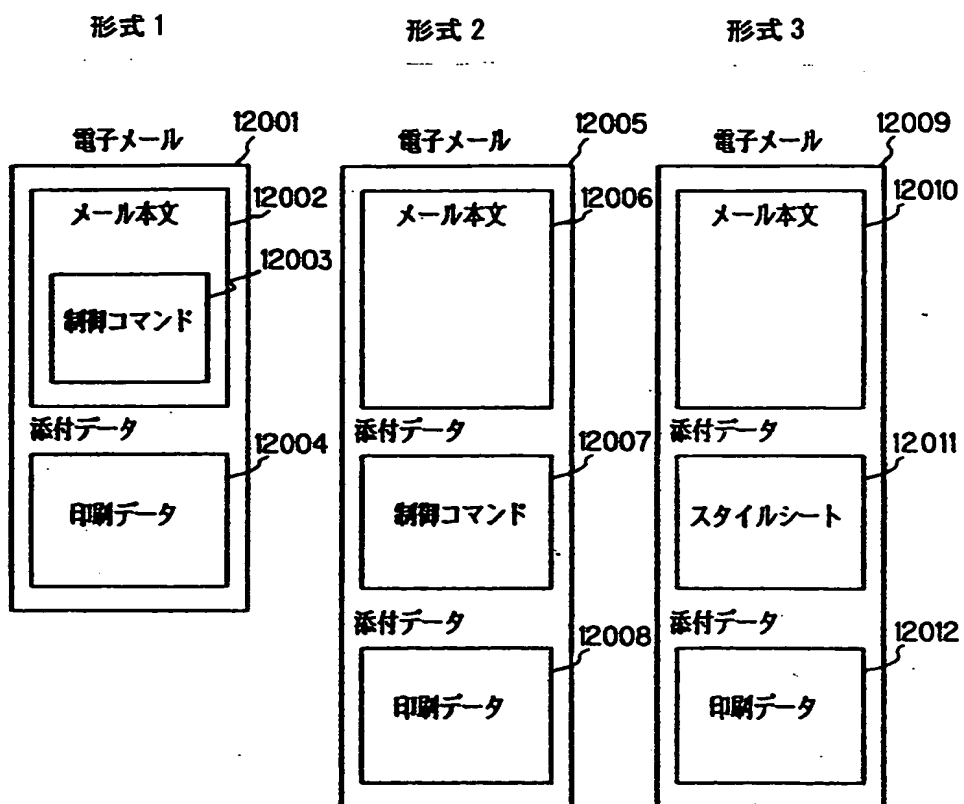 形式 1
形式 2
形式 3
電子メール
12001
メール本文
12002
制御コマンド
12003
添付データ
12004
印刷データ
電子メール
12005
メール本文
12006
添付データ
12007
制御コマンド
添付データ
12008
印刷データ
電子メール
12009
メール本文
12010
添付データ
12011
スタイルシート
添付データ
12012
印刷データ